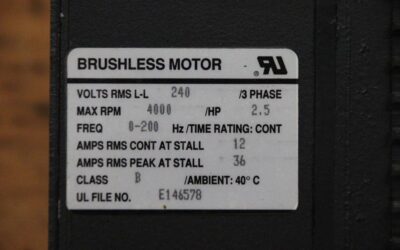 BRUSHLESS MOTOR
VOLTS RMS L-L 240 /3 PHASE
MAX RPM 4000 /HP 2.5
FREQ 0-200 Hz /TIME RATING: CONT
AMPS RMS CONT AT STALL 12
AMPS RMS PEAK AT STALL 36
CLASS B /AMBIENT: 40° C
UL FILE NO. E146578